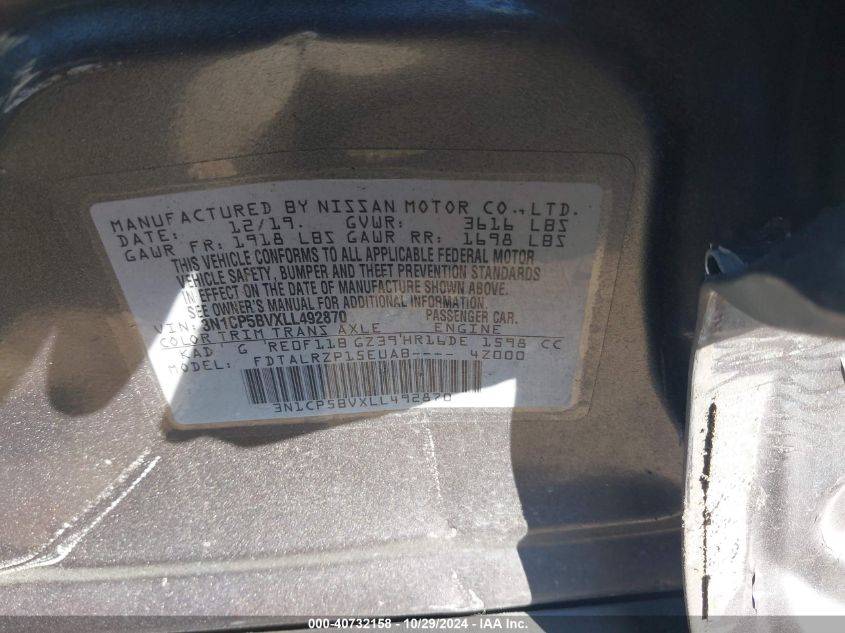 MANUFACTURED BY NISSAN MOTOR CO.,LTD.
DATE: 12/19. GVWR: 3616 LBS
GAWR FR: 1918 LBS GAWR RR: 1698 LBS
THIS VEHICLE CONFORMS TO ALL APPLICABLE FEDERAL MOTOR
VEHICLE SAFETY, BUMPER AND THEFT PREVENTION STANDARDS
IN EFFECT ON THE DATE OF MANUFACTURE SHOWN ABOVE.
SEE OWNER'S MANUAL FOR ADDITIONAL INFORMATION.
VIN: 3N1CP5BVXLL492870 PASSENGER CAR.
COLOR TRIM TRANS AXLE ENGINE
KAD G RE0F11B GZ39 HR16DE 1598 CC
MODEL: FDTALRZP15EUAB---- 42000
3N1CP5BVXLL492870
000-40732158 - 10/29/2024 - IAA Inc.